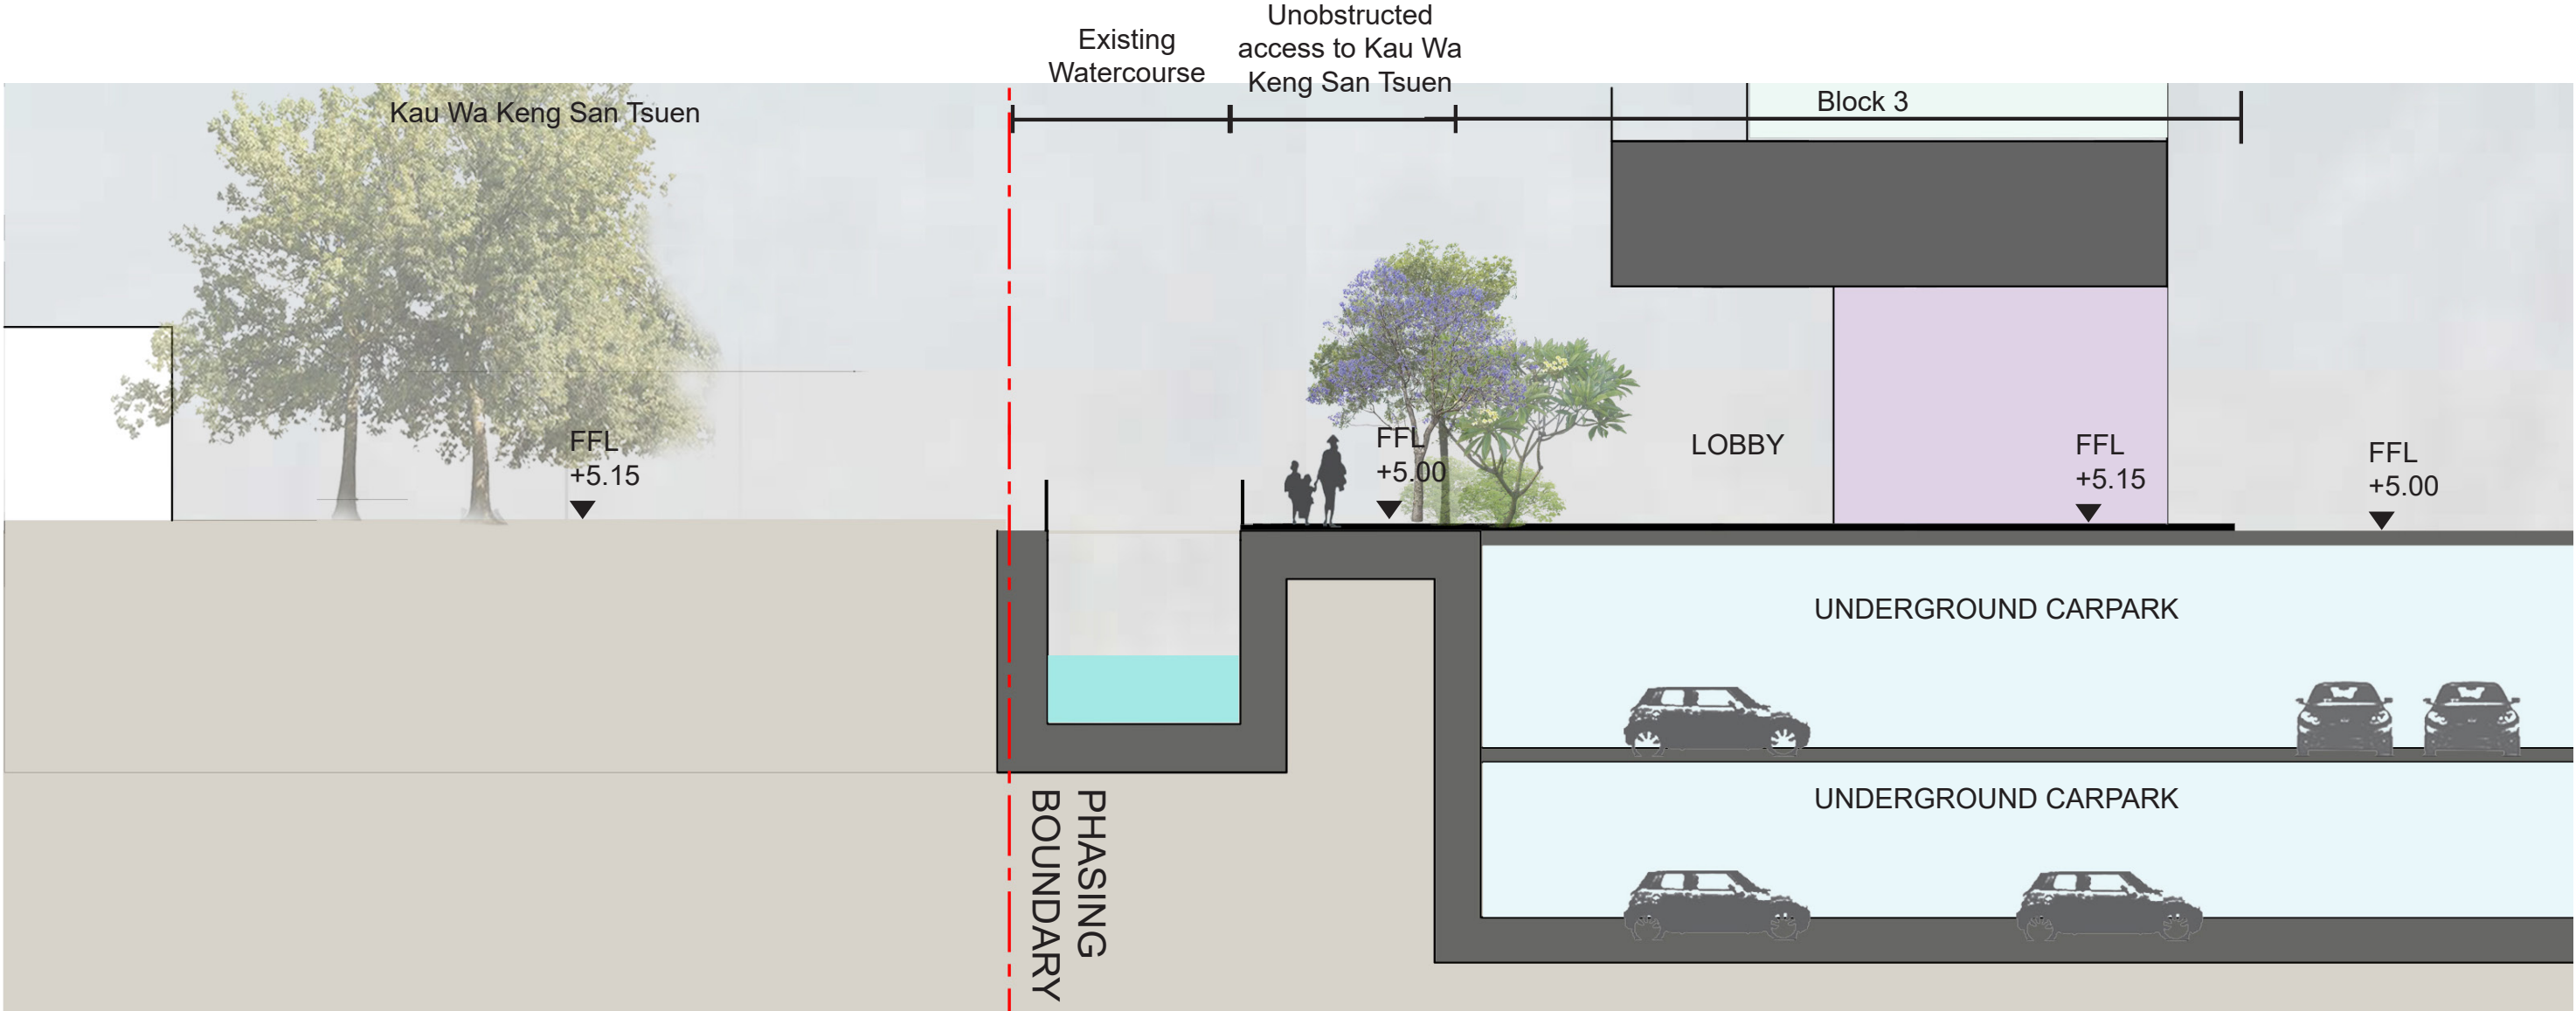 Existing
Watercourse
Unobstructed
access to Kau Wa
Keng San Tsuen
Kau Wa Keng San Tsuen
Block 3
FFL
+5.15
FFL
+5.00
LOBBY
FFL
+5.15
FFL
+5.00
UNDERGROUND CARPARK
UNDERGROUND CARPARK
PHASING
BOUNDARY